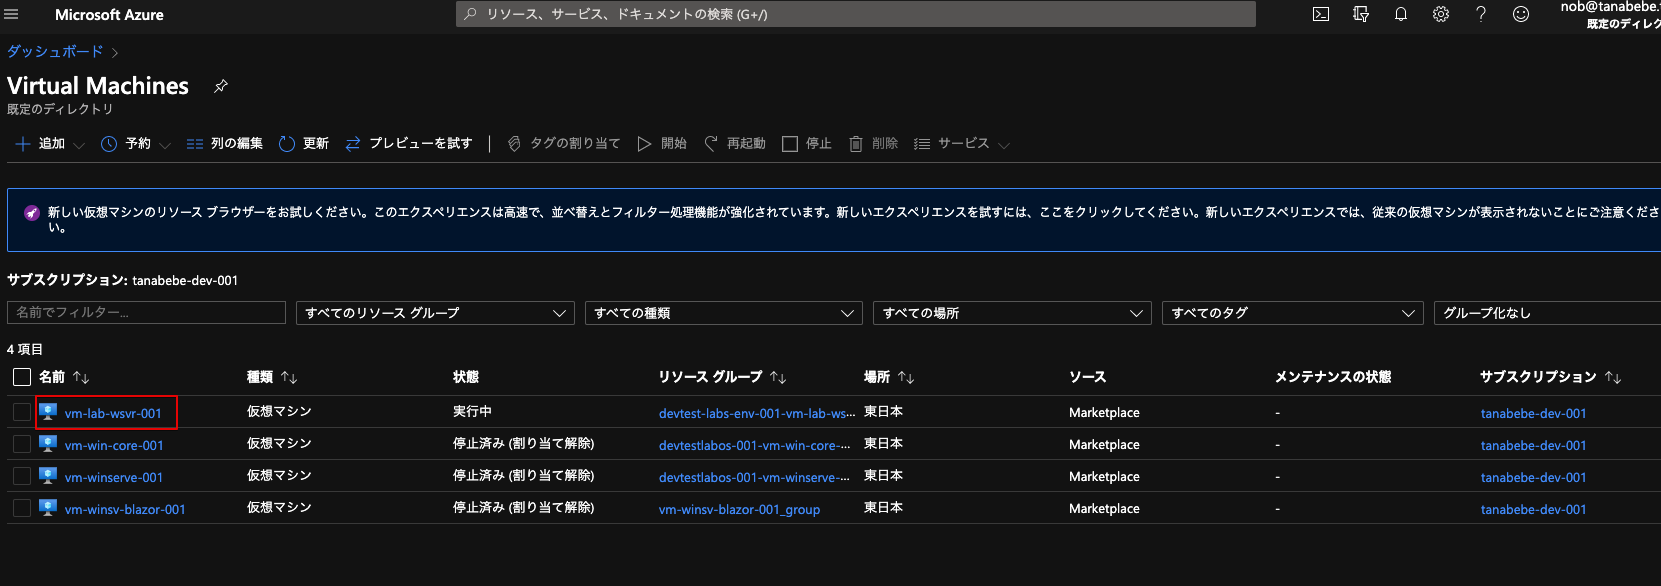 Microsoft Azure
リソース、サービス、ドキュメントの検索 (G+/)
nob@tanabebe.
既定のディレク
ダッシュボード
Virtual Machines
既定のディレクトリ
追加 予約 列の編集 更新 プレビューを試す タグの割り当て 開始 再起動 停止 削除 サービス
新しい仮想マシンのリソース ブラウザーをお試しください。このエクスペリエンスは高速で、並べ替えとフィルター処理機能が強化されています。新しいエクスペリエンスを試すには、ここをクリックしてください。新しいエクスペリエンスでは、従来の仮想マシンが表示されないことにご注意くださ
い。
サブスクリプション: tanabebe-dev-001
名前でフィルター... すべてのリソース グループ すべての種類 すべての場所 すべてのタグ グループ化なし
4 項目
名前 ↑↓ 種類 ↑↓ 状態 リソース グループ ↑↓ 場所 ↑↓ ソース メンテナンスの状態 サブスクリプション ↑↓
vm-lab-wsvr-001 仮想マシン 実行中 devtest-labs-env-001-vm-lab-ws... 東日本 Marketplace - tanabebe-dev-001
vm-win-core-001 仮想マシン 停止済み (割り当て解除) devtestlabos-001-vm-win-core-... 東日本 Marketplace - tanabebe-dev-001
vm-winserve-001 仮想マシン 停止済み (割り当て解除) devtestlabos-001-vm-winserve-... 東日本 Marketplace - tanabebe-dev-001
vm-winsv-blazor-001 仮想マシン 停止済み (割り当て解除) vm-winsv-blazor-001_group 東日本 Marketplace - tanabebe-dev-001